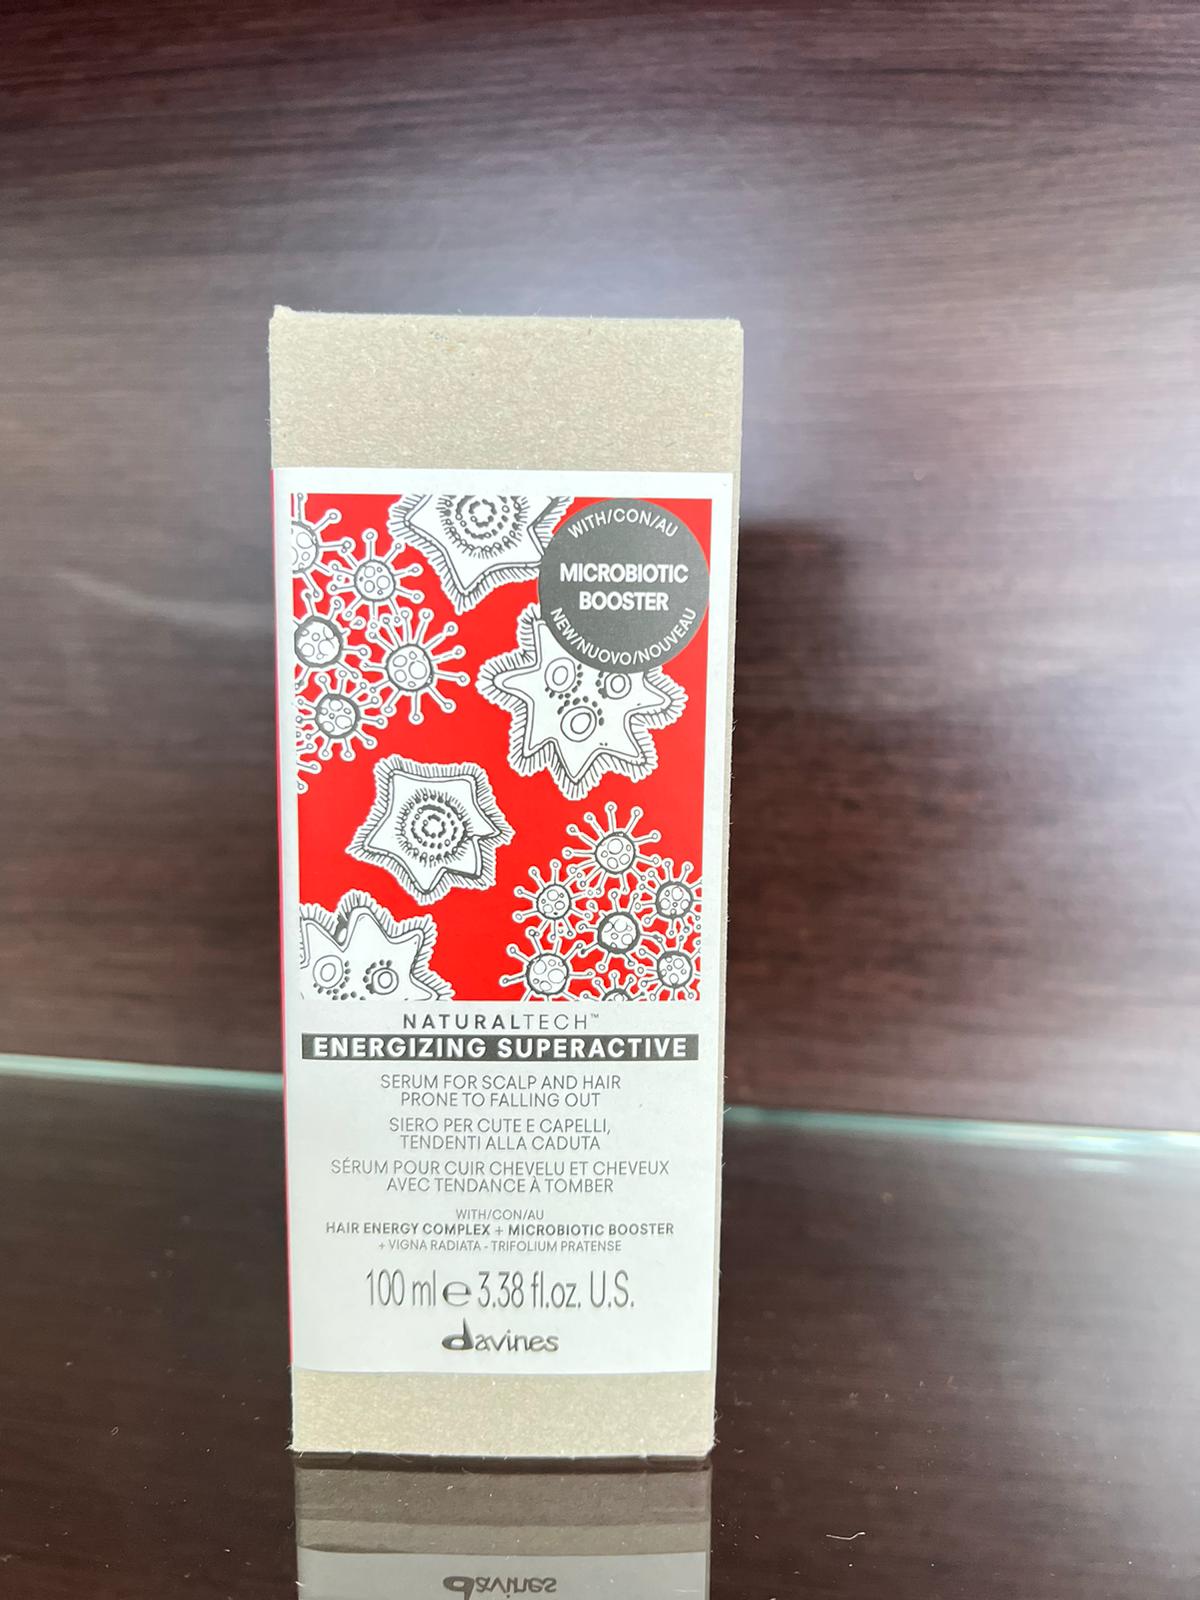 WITH/CON/AU
MICROBIOTIC
BOOSTER
NEW/NUOVO/NOUVEAU
NATURALTECH™
ENERGIZING SUPERACTIVE
SERUM FOR SCALP AND HAIR
PRONE TO FALLING OUT
SIERO PER CUTE E CAPELLI,
TENDENTI ALLA CADUTA
SÉRUM POUR CUIR CHEVELU ET CHEVEUX
AVEC TENDANCE À TOMBER
WITH/CON/AU
HAIR ENERGY COMPLEX + MICROBIOTIC BOOSTER
+ VIGNA RADIATA - TRIFOLIUM PRATENSE
100 ml ℮ 3.38 fl.oz. U.S.
davines
davines